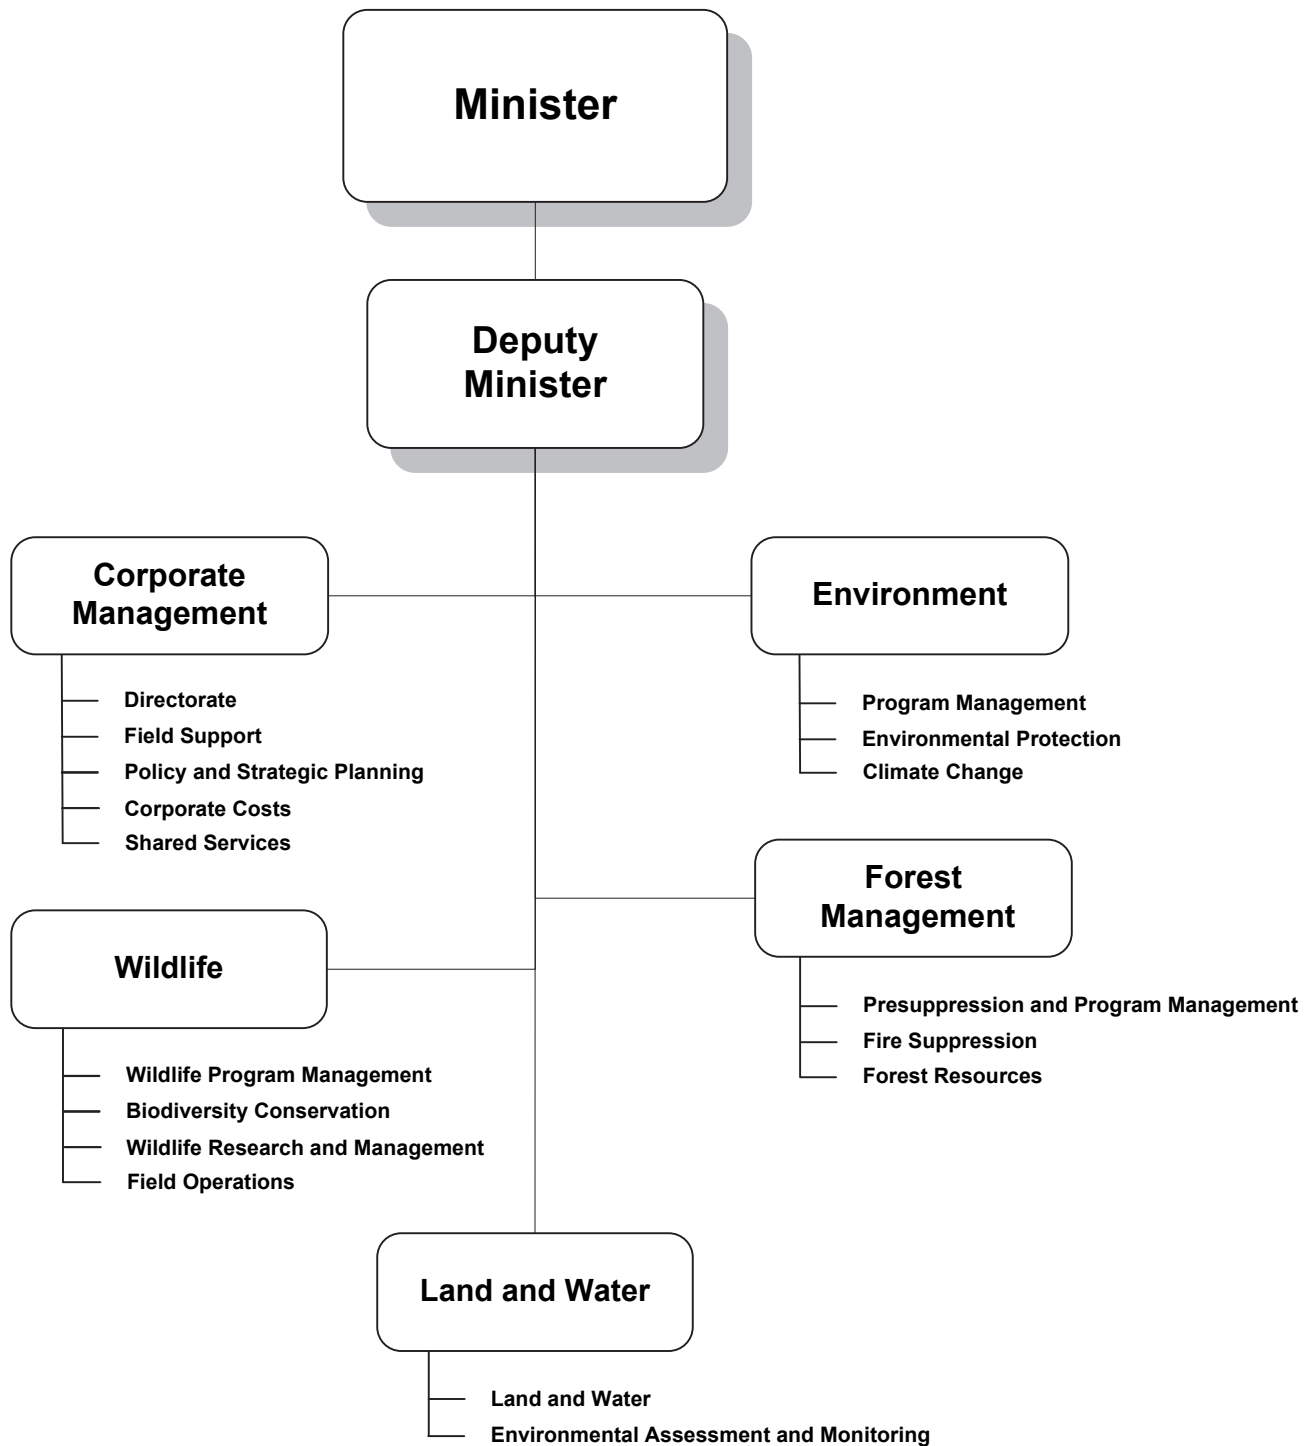 Minister
Deputy
Minister
Corporate
Management
Directorate
Field Support
Policy and Strategic Planning
Corporate Costs
Shared Services
Environment
Program Management
Environmental Protection
Climate Change
Forest
Management
Presuppression and Program Management
Fire Suppression
Forest Resources
Wildlife
Wildlife Program Management
Biodiversity Conservation
Wildlife Research and Management
Field Operations
Land and Water
Land and Water
Environmental Assessment and Monitoring